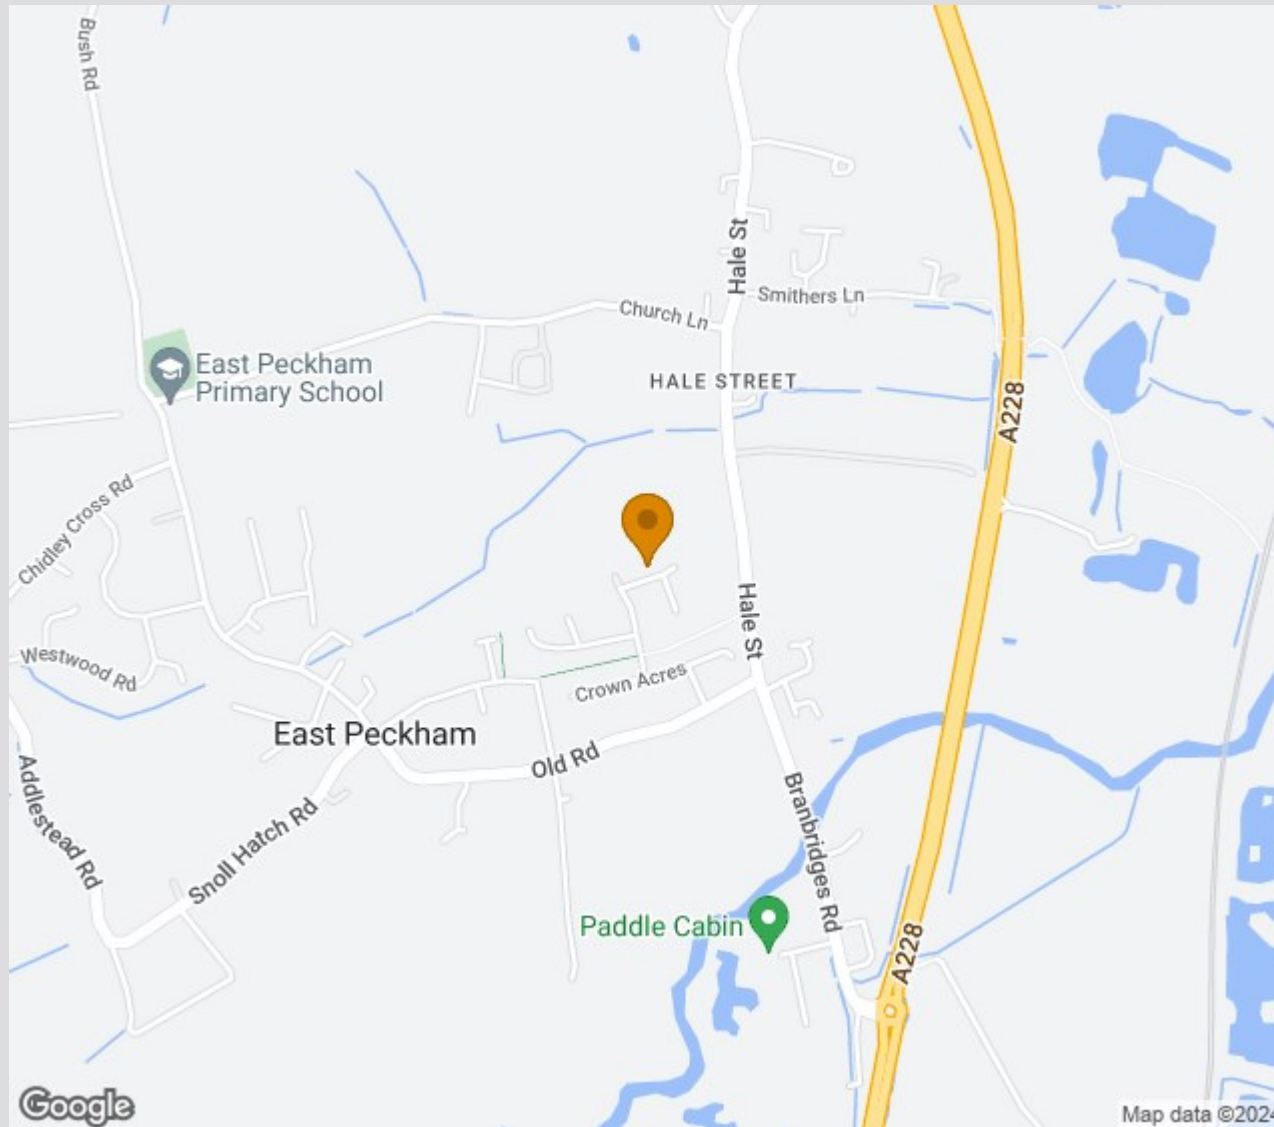 Bush Rd
Hale St
Smithers Ln
Church Ln
East Peckham
Primary School
HALE STREET
A228
Chidley Cross Rd
Hale St
Westwood Rd
Crown Acres
East Peckham
Old Rd
Addlestead Rd
Branbridges Rd
Snoll Hatch Rd
Paddle Cabin
A228
Google
Map data ©2024